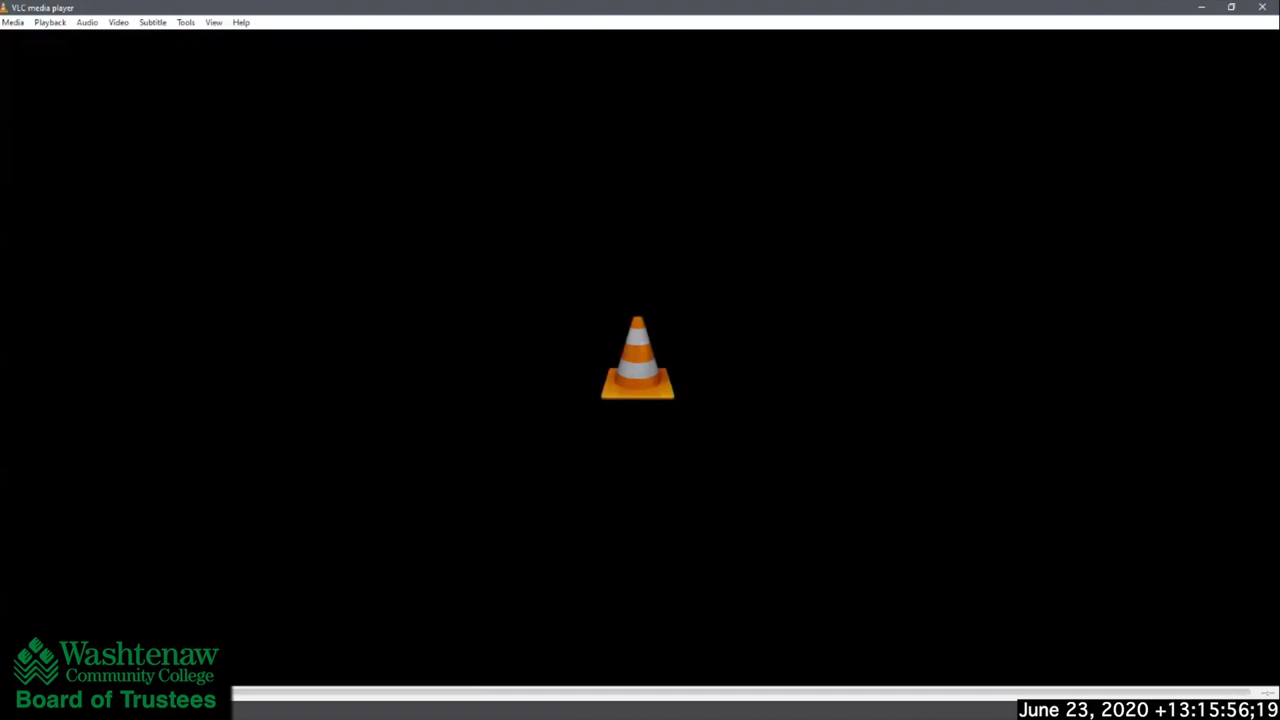 VLC media player
Media Playback Audio Video Subtitle Tools View Help
Washtenaw
Community College
Board of Trustees
June 23, 2020 +13:15:56;19